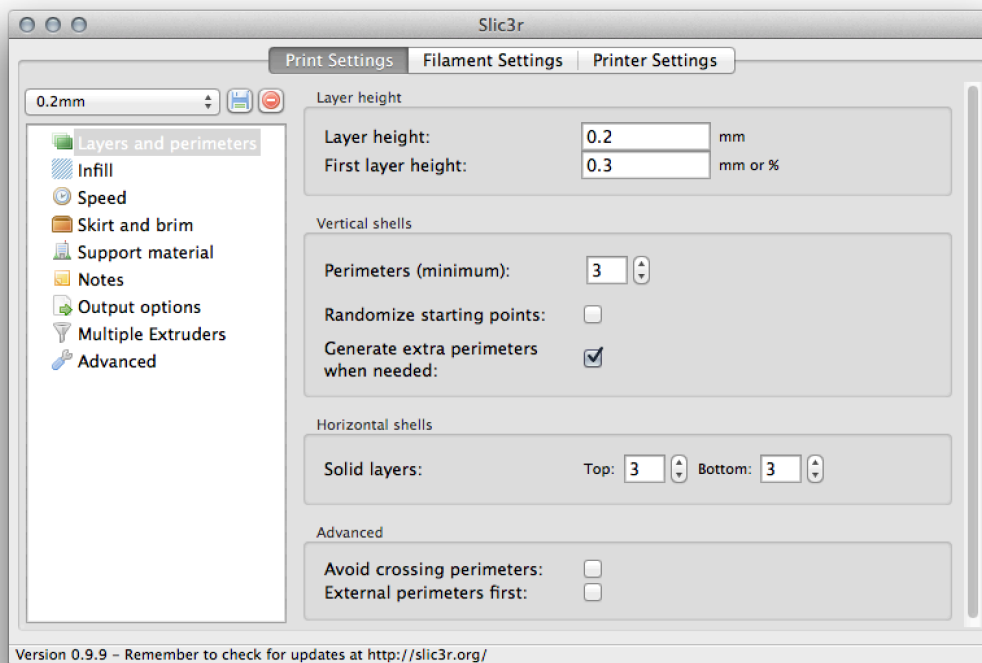 Slic3r
Print Settings Filament Settings Printer Settings
0.2mm
Layers and perimeters
Infill
Speed
Skirt and brim
Support material
Notes
Output options
Multiple Extruders
Advanced
Layer height
Layer height: 0.2 mm
First layer height: 0.3 mm or %
Vertical shells
Perimeters (minimum): 3
Randomize starting points:
Generate extra perimeters
when needed:
Horizontal shells
Solid layers: Top: 3 Bottom: 3
Advanced
Avoid crossing perimeters:
External perimeters first:
Version 0.9.9 – Remember to check for updates at http://slic3r.org/